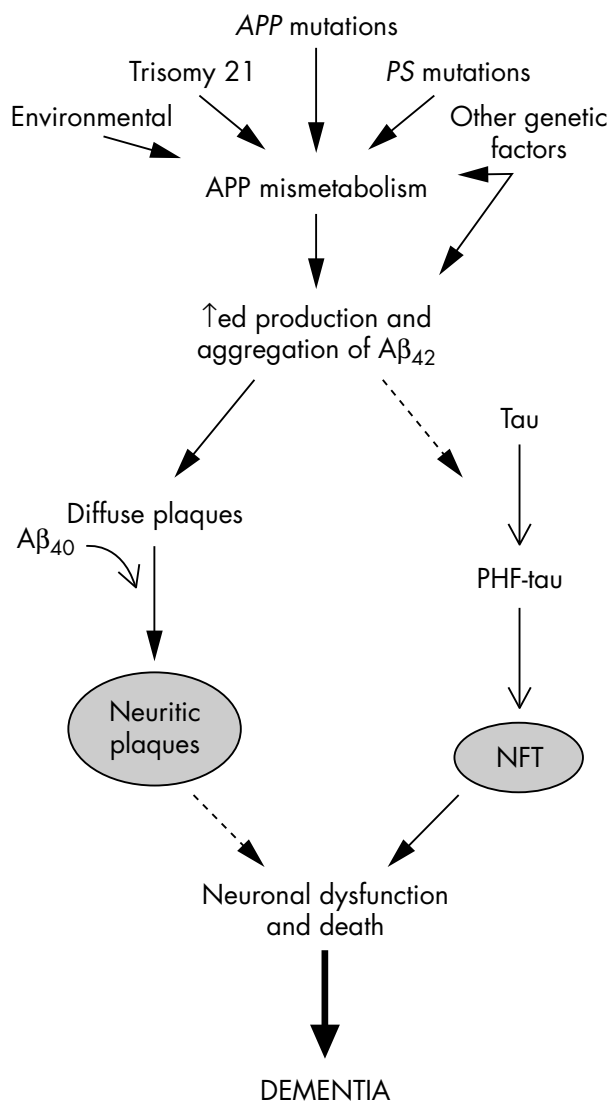 APP mutations
Trisomy 21
PS mutations
Environmental
Other genetic
factors
APP mismetabolism
↑ed production and
aggregation of Aβ42
Tau
Diffuse plaques
Aβ40
PHF-tau
Neuritic
plaques
NFT
Neuronal dysfunction
and death
DEMENTIA